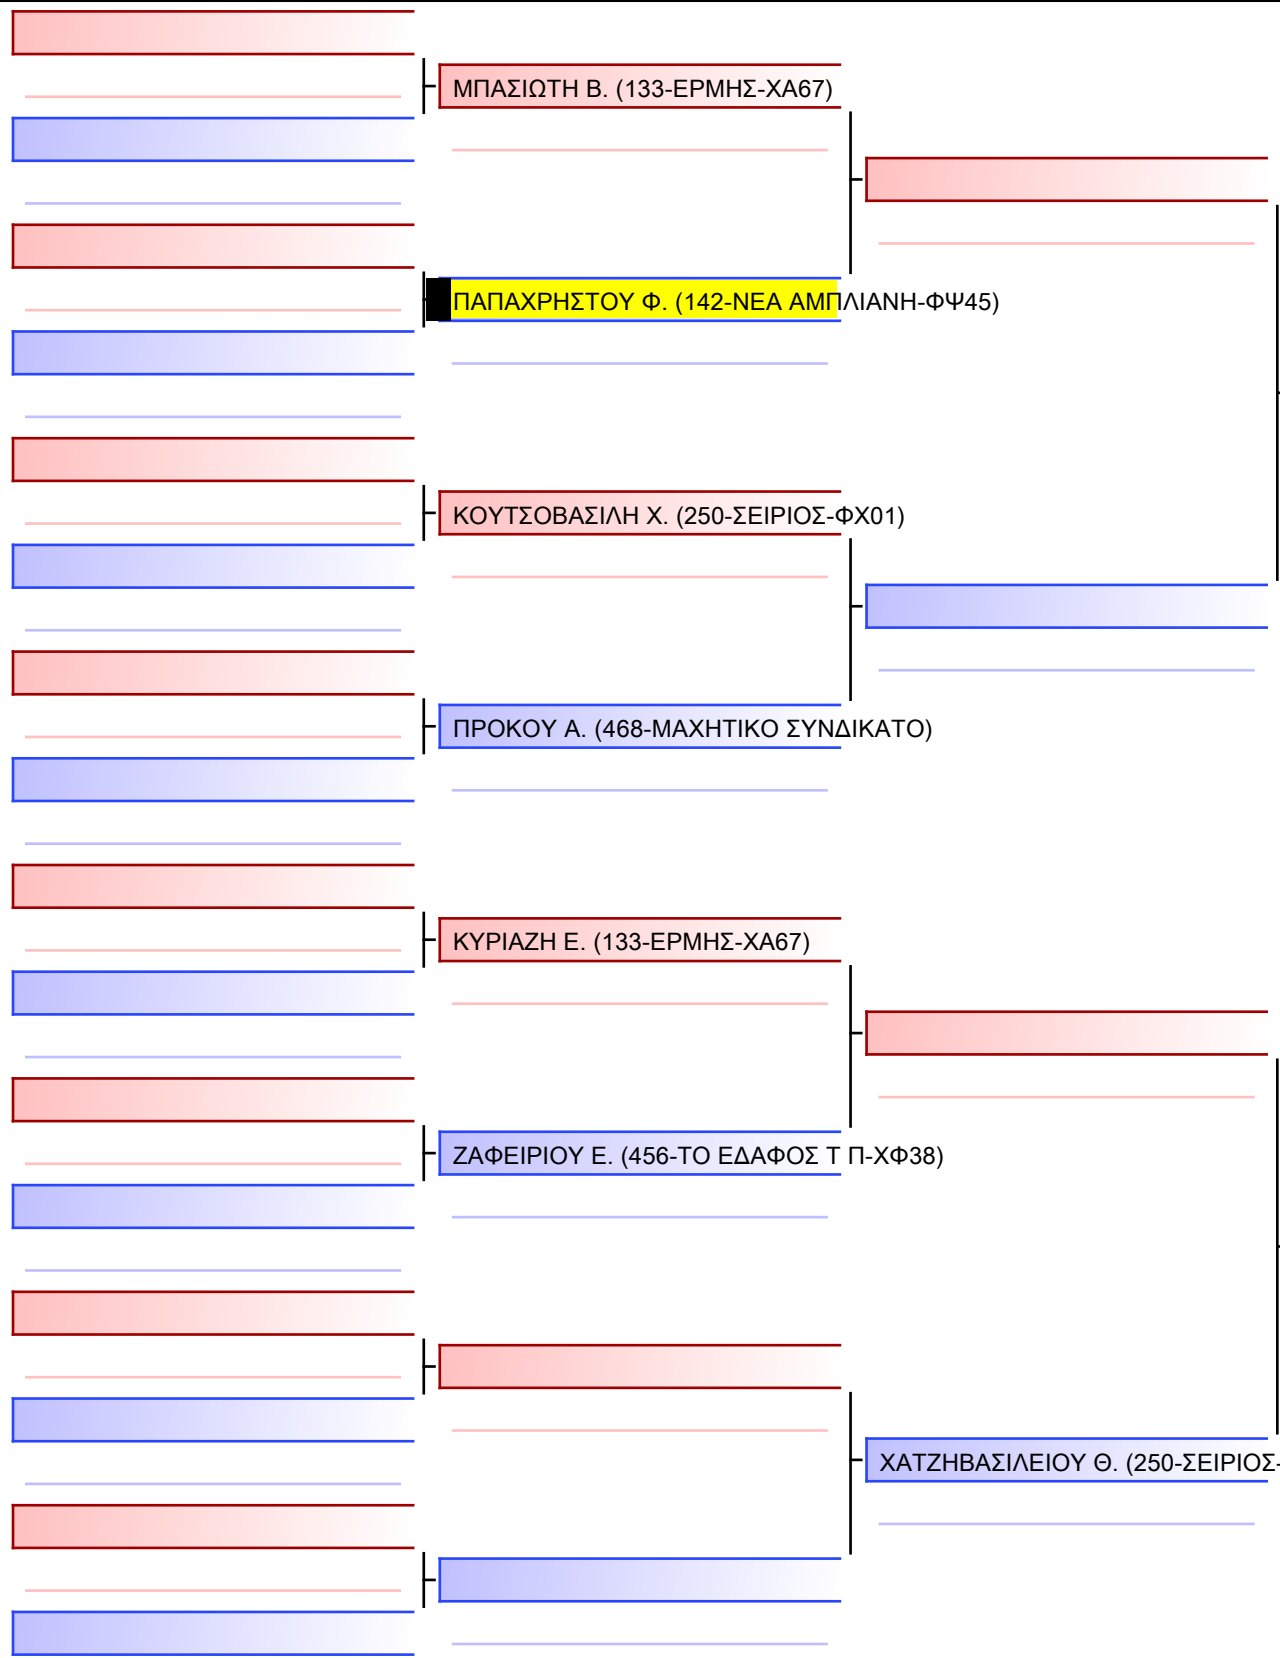 ΜΠΑΣΙΩΤΗ Β. (133-ΕΡΜΗΣ-ΧΑ67)
ΠΑΠΑΧΡΗΣΤΟΥ Φ. (142-ΝΕΑ ΑΜΠΛΙΑΝΗ-ΦΨ45)
ΚΟΥΤΣΟΒΑΣΙΛΗ Χ. (250-ΣΕΙΡΙΟΣ-ΦΧ01)
ΠΡΟΚΟΥ Α. (468-ΜΑΧΗΤΙΚΟ ΣΥΝΔΙΚΑΤΟ)
ΚΥΡΙΑΖΗ Ε. (133-ΕΡΜΗΣ-ΧΑ67)
ΖΑΦΕΙΡΙΟΥ Ε. (456-ΤΟ ΕΔΑΦΟΣ Τ Π-ΧΦ38)
ΧΑΤΖΗΒΑΣΙΛΕΙΟΥ Θ. (250-ΣΕΙΡΙΟΣ-